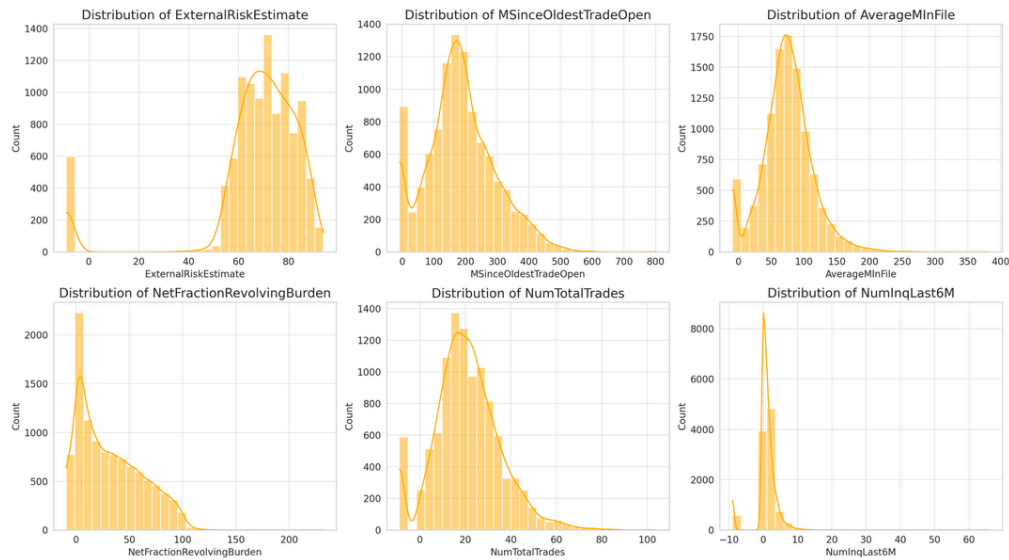 Distribution of ExternalRiskEstimate
Count
1400
1200
1000
800
600
400
200
0
0 20 40 60 80
ExternalRiskEstimate
Distribution of MSinceOldestTradeOpen
Count
1400
1200
1000
800
600
400
200
0
0 100 200 300 400 500 600 700 800
MSinceOldestTradeOpen
Distribution of AverageMInFile
Count
1750
1500
1250
1000
750
500
250
0
0 50 100 150 200 250 300 350 400
AverageMInFile
Distribution of NetFractionRevolvingBurden
Count
2000
1500
1000
500
0
0 50 100 150 200
NetFractionRevolvingBurden
Distribution of NumTotalTrades
Count
1400
1200
1000
800
600
400
200
0
0 20 40 60 80 100
NumTotalTrades
Distribution of NumInqLast6M
Count
8000
6000
4000
2000
0
−10 0 10 20 30 40 50 60
NumInqLast6M